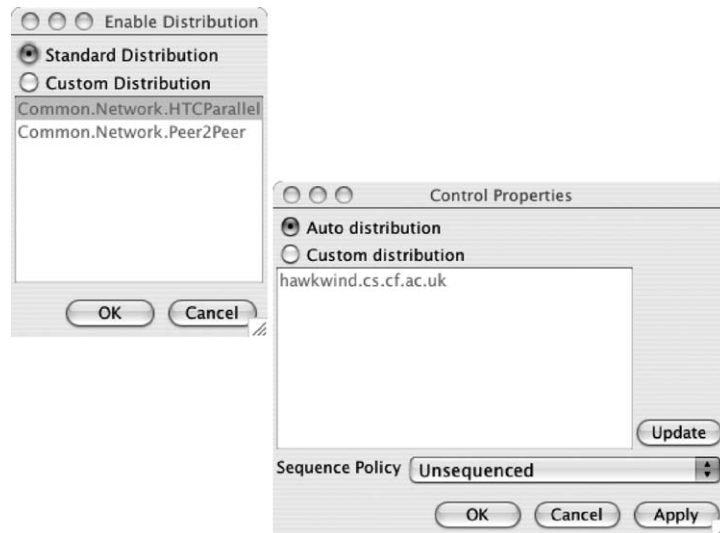 Enable Distribution
Standard Distribution
Custom Distribution
Common.Network.HTCParallel
Common.Network.Peer2Peer
OK Cancel
Control Properties
Auto distribution
Custom distribution
hawkwind.cs.cf.ac.uk
Update
Sequence Policy Unsequenced
OK Cancel Apply